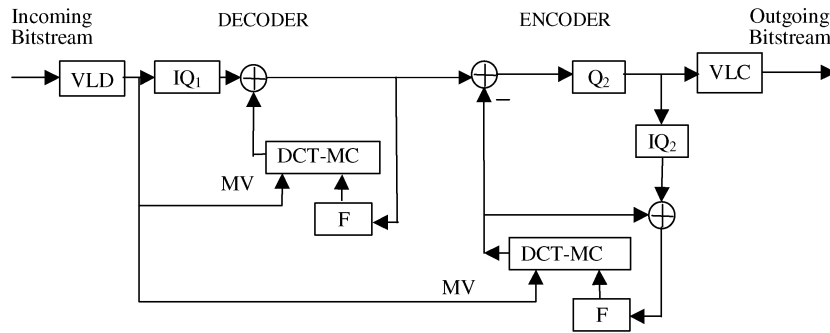 Incoming
Bitstream
DECODER
ENCODER
Outgoing
Bitstream
VLD
IQ₁
Q₂
VLC
–
IQ₂
DCT-MC
MV
F
DCT-MC
MV
F